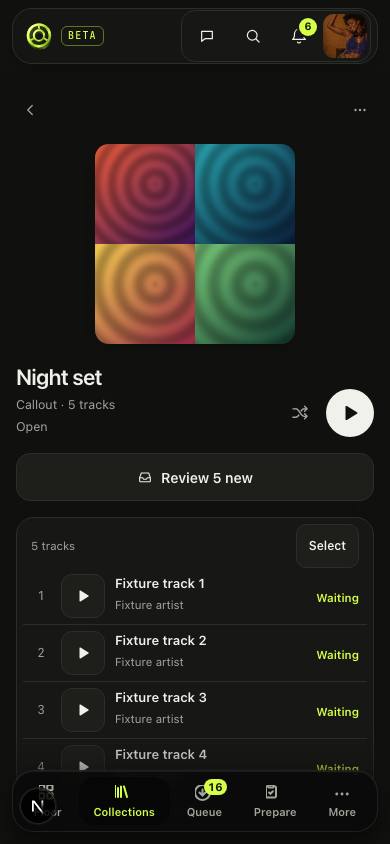 BETA
6
Night set
Callout · 5 tracks
Open
Review 5 new
5 tracks
Select
1
Fixture track 1
Fixture artist
Waiting
2
Fixture track 2
Fixture artist
Waiting
3
Fixture track 3
Fixture artist
Waiting
4
Fixture track 4
Waiting
16
N
Collections
Queue
Prepare
More